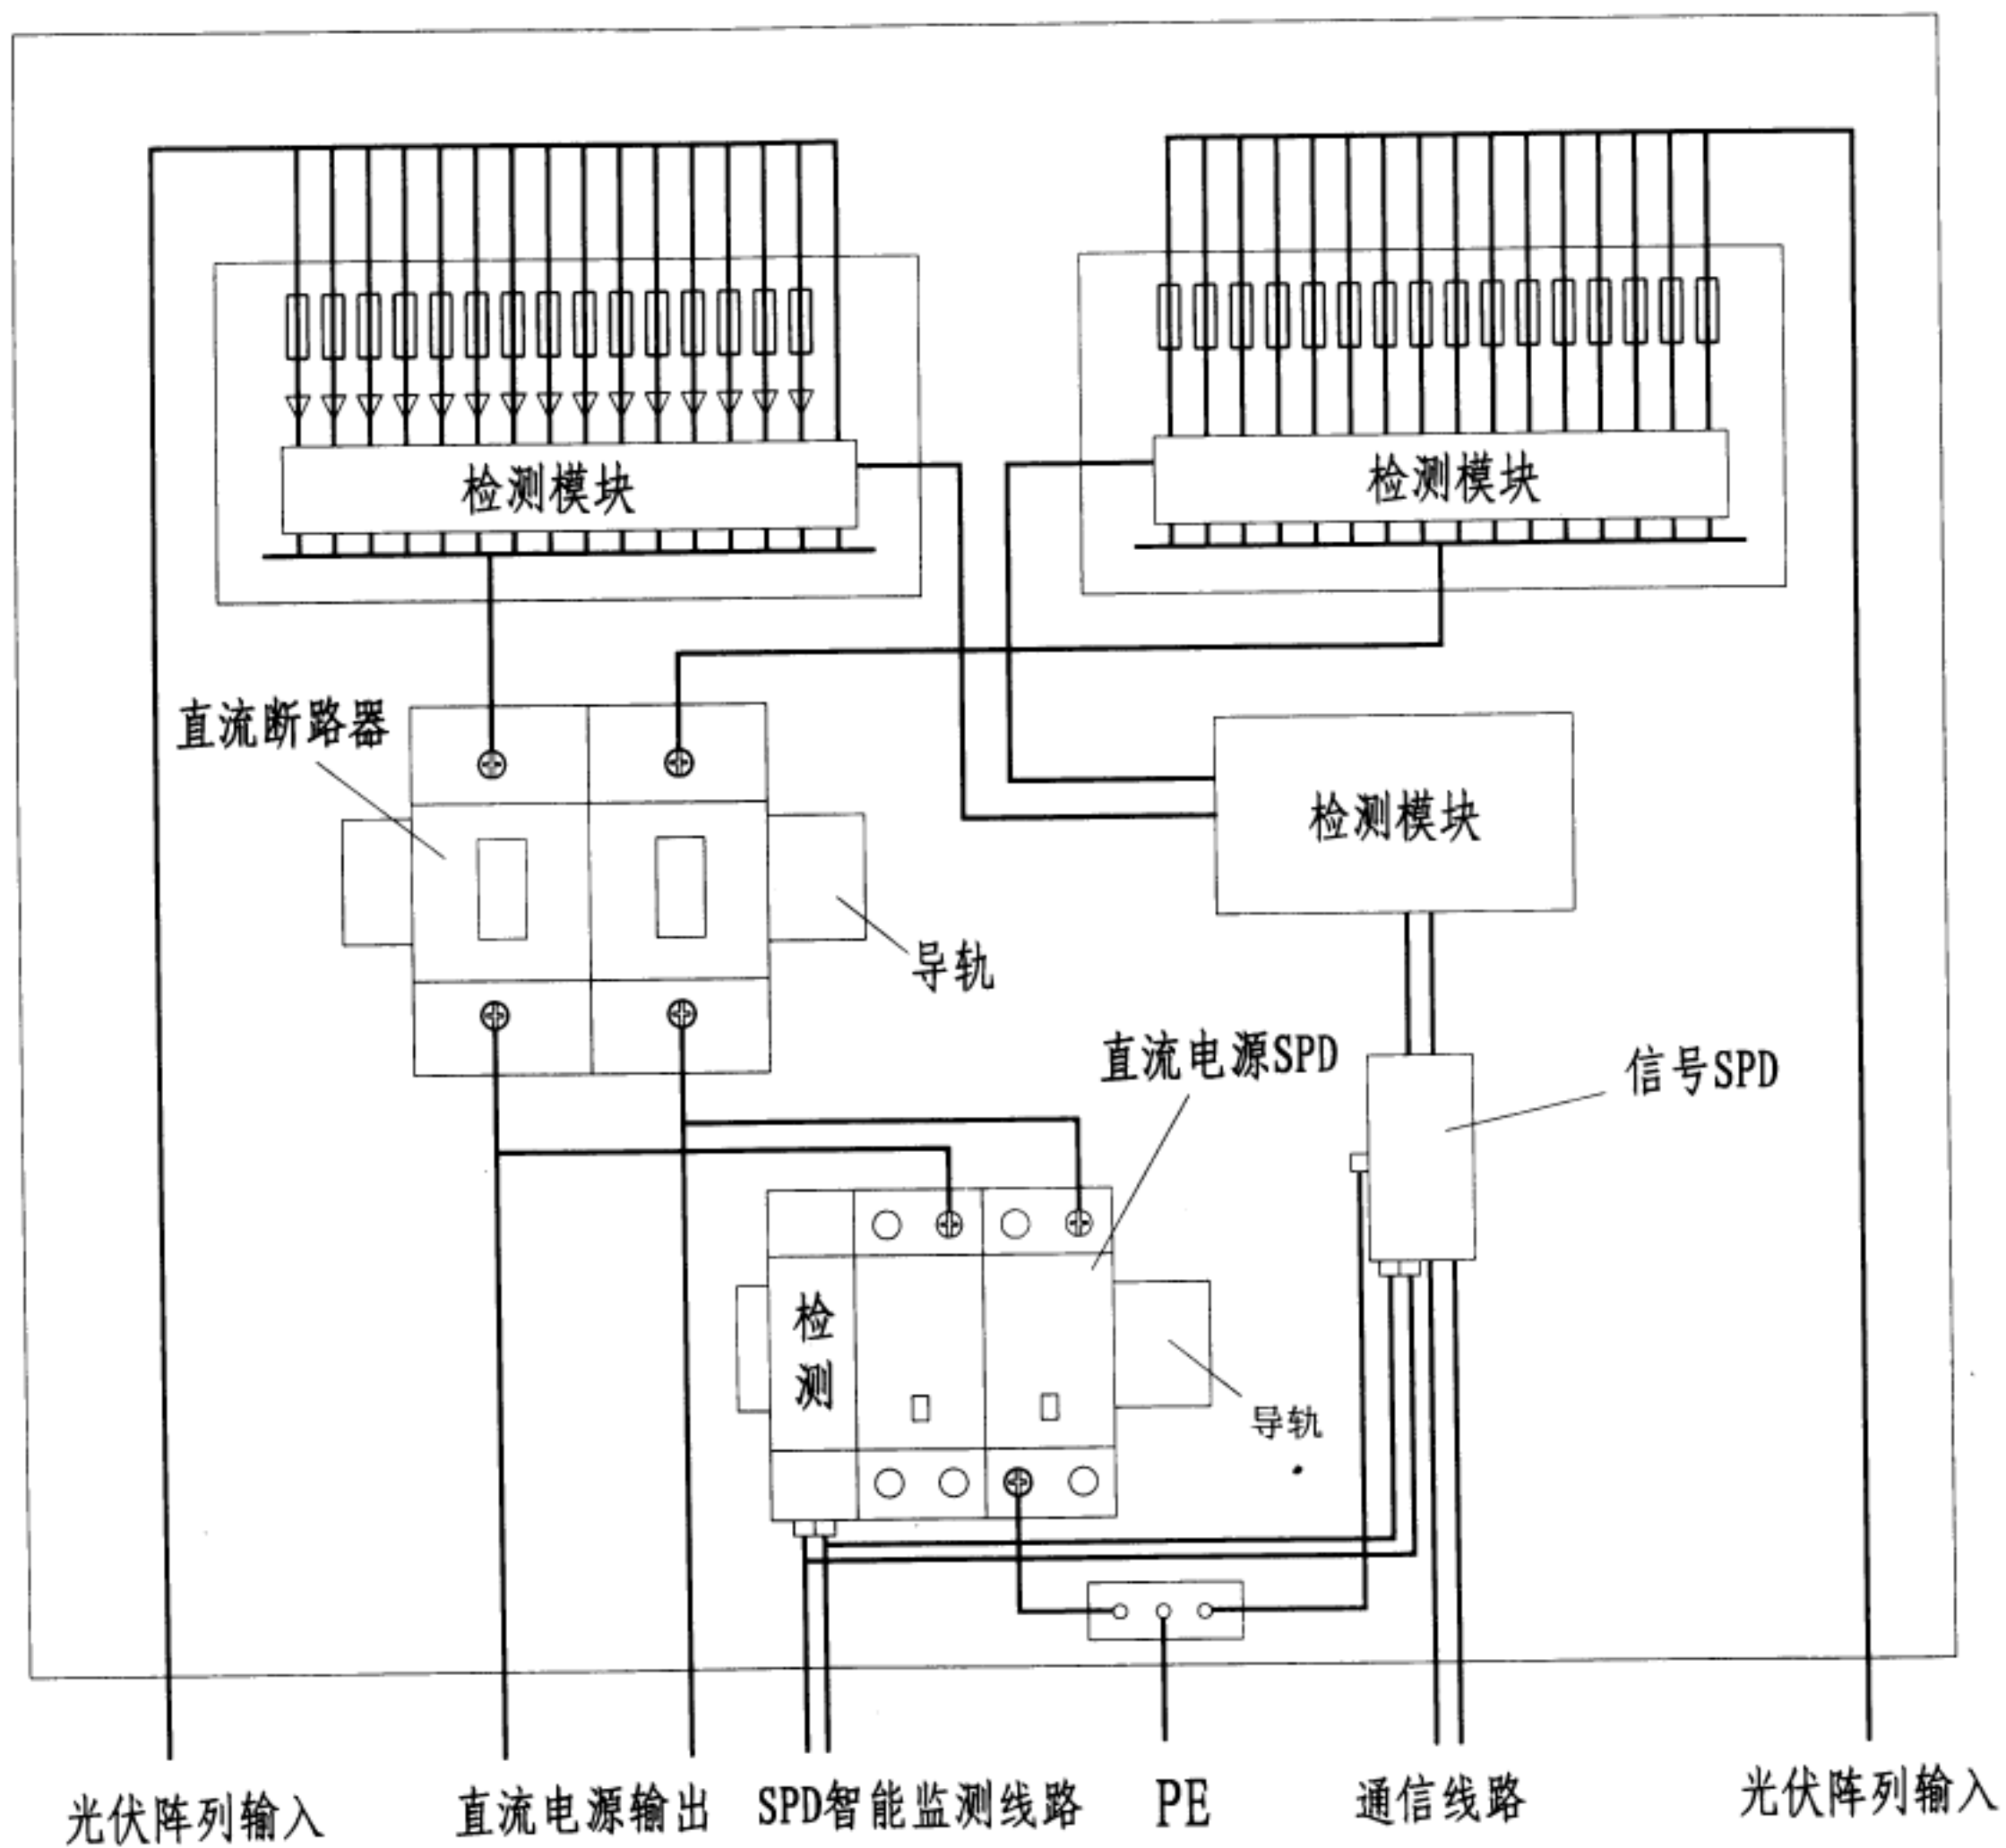 检测模块
检测模块
直流断路器
检测模块
导轨
直流电源SPD
信号SPD
检
测
导轨
光伏阵列输入
直流电源输出
SPD智能监测线路
PE
通信线路
光伏阵列输入